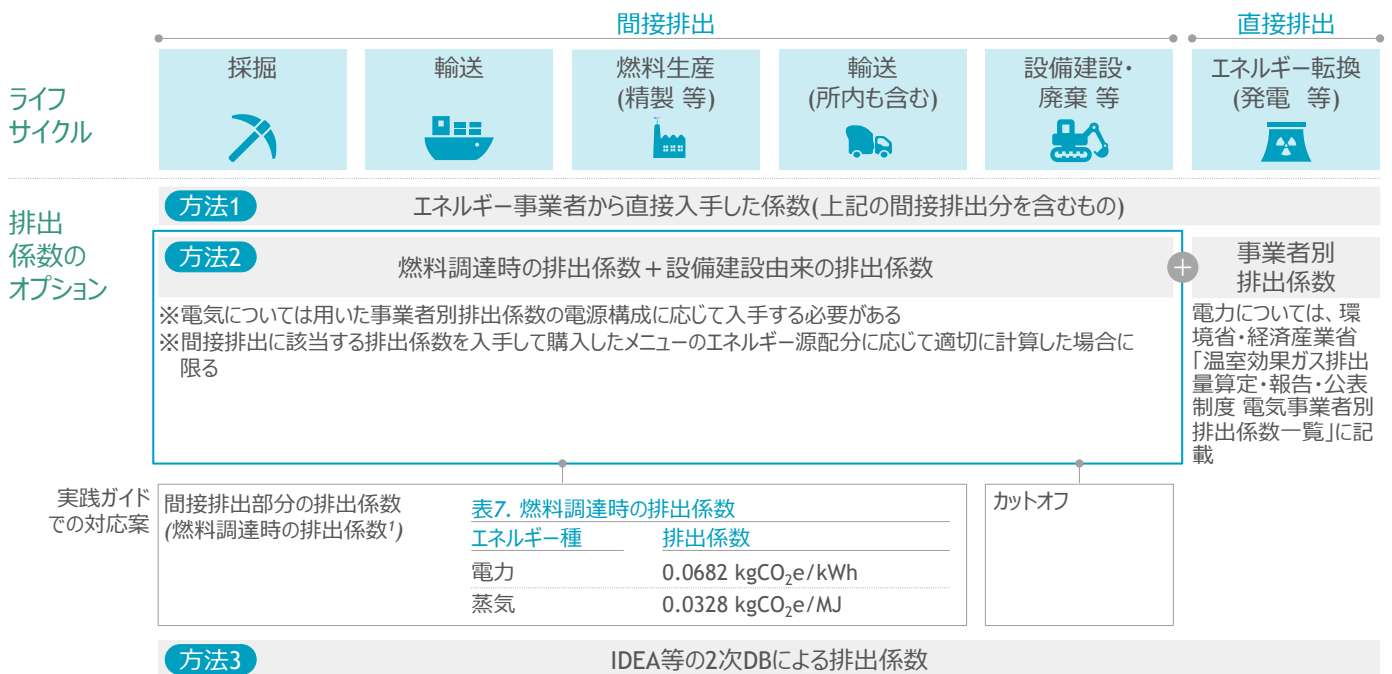 間接排出
直接排出
ライフ
サイクル
採掘
輸送
燃料生産
(精製 等)
輸送
(所内も含む)
設備建設・
廃棄 等
エネルギー転換
(発電 等)
排出
係数の
オプション
方法1
エネルギー事業者から直接入手した係数(上記の間接排出分を含むもの)
方法2
燃料調達時の排出係数＋設備建設由来の排出係数
+
事業者別
排出係数
※電気については用いた事業者別排出係数の電源構成に応じて入手する必要がある
※間接排出に該当する排出係数を入手して購入したメニューのエネルギー源配分に応じて適切に計算した場合に
限る
電力については、環
境省・経済産業省
「温室効果ガス排出
量算定・報告・公表
制度 電気事業者別
排出係数一覧」に記
載
実践ガイド
での対応案
間接排出部分の排出係数
(燃料調達時の排出係数¹)
表7. 燃料調達時の排出係数
エネルギー種 排出係数
電力 0.0682 kgCO₂e/kWh
蒸気 0.0328 kgCO₂e/MJ
カットオフ
方法3
IDEA等の2次DBによる排出係数